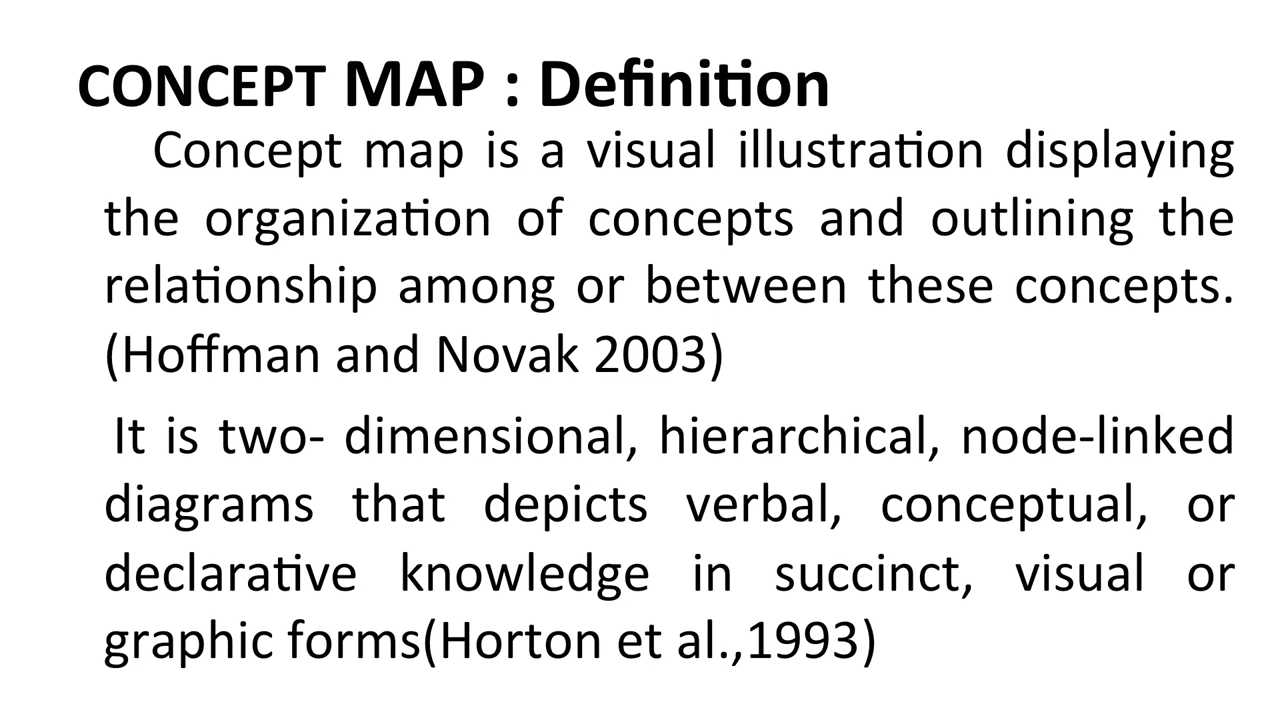 CONCEPT MAP : Definition
Concept map is a visual illustration displaying
the organization of concepts and outlining the
relationship among or between these concepts.
(Hoffman and Novak 2003)
It is two- dimensional, hierarchical, node-linked
diagrams that depicts verbal, conceptual, or
declarative knowledge in succinct, visual or
graphic forms(Horton et al.,1993)